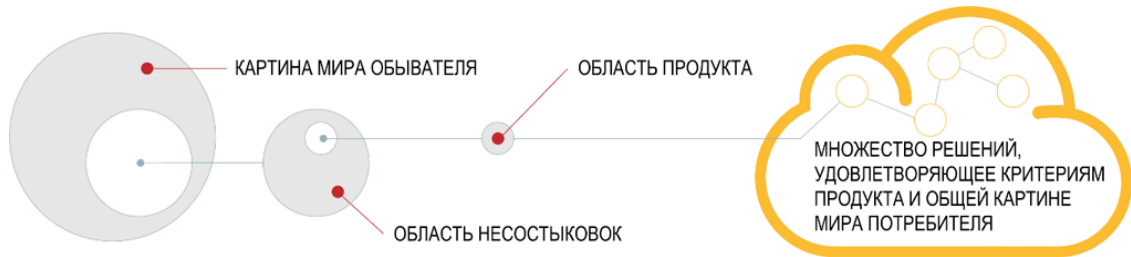 КАРТИНА МИРА ОБЫВАТЕЛЯ
ОБЛАСТЬ ПРОДУКТА
ОБЛАСТЬ НЕСОСТЫКОВОК
МНОЖЕСТВО РЕШЕНИЙ,
УДОВЛЕТВОРЯЮЩЕЕ КРИТЕРИЯМ
ПРОДУКТА И ОБЩЕЙ КАРТИНЕ
МИРА ПОТРЕБИТЕЛЯ